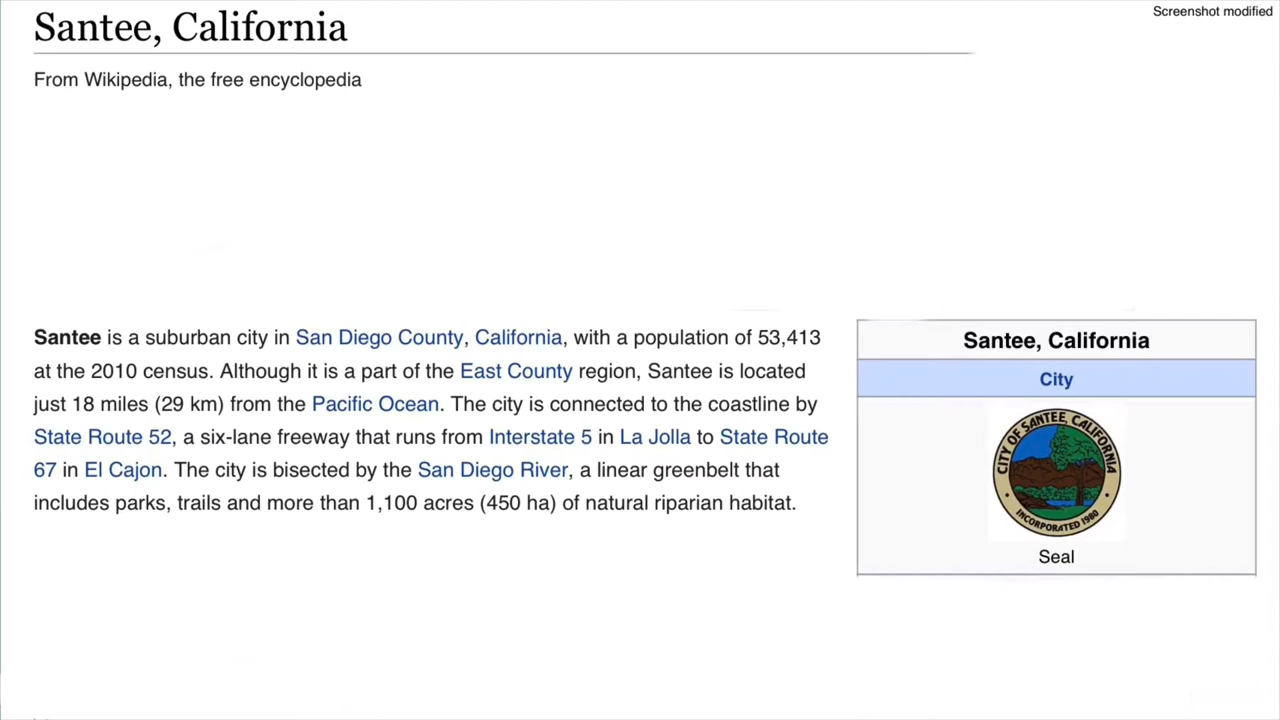 Screenshot modified
Santee, California
From Wikipedia, the free encyclopedia
Santee is a suburban city in San Diego County, California, with a population of 53,413
at the 2010 census. Although it is a part of the East County region, Santee is located
just 18 miles (29 km) from the Pacific Ocean. The city is connected to the coastline by
State Route 52, a six-lane freeway that runs from Interstate 5 in La Jolla to State Route
67 in El Cajon. The city is bisected by the San Diego River, a linear greenbelt that
includes parks, trails and more than 1,100 acres (450 ha) of natural riparian habitat.
Santee, California
City
CITY OF SANTEE, CALIFORNIA
INCORPORATED 1980
Seal